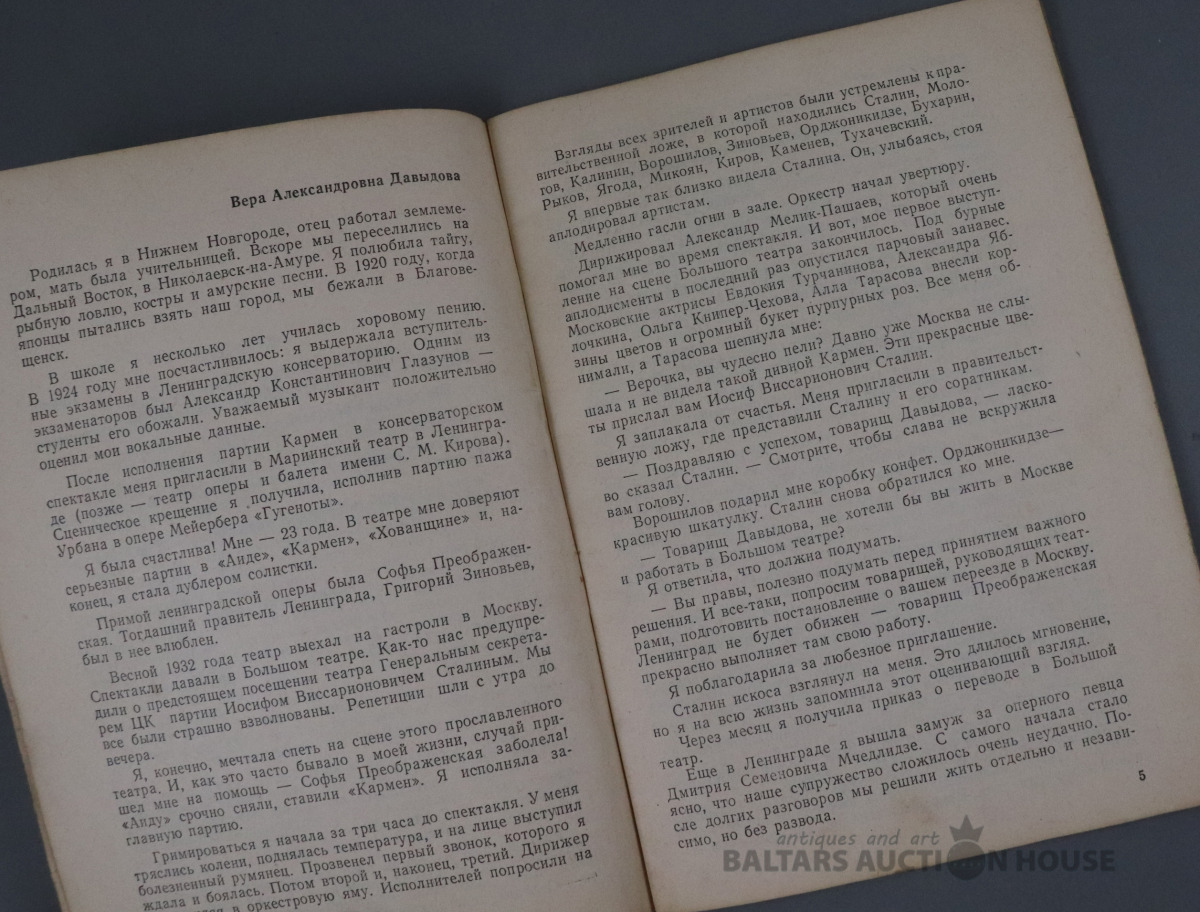 Вера Александровна Давыдова
Родилась я в Нижнем Новгороде, отец работал землеме-
ром, мать была учительницей. Вскоре мы переселились на
Дальный Восток, в Николаевск-на-Амуре. Я полюбила тайгу,
рыбную ловлю, костры и амурские песни. В 1920 году, когда
японцы пытались взять наш город, мы бежали в Благове-
щенск.
В школе я несколько лет училась хоровому пению.
В 1924 году мне посчастливилось: я выдержала вступитель-
ные экзамены в Ленинградскую консерваторию. Одним из
экзаменаторов был Александр Константинович Глазунов —
студенты его обожали. Уважаемый музыкант положительно
оценил мои вокальные данные.
После исполнения партии Кармен в консерваторском
спектакле меня пригласили в Мариинский театр в Ленингра-
де (позже — театр оперы и балета имени С. М. Кирова).
Сценическое крещение я получила, исполнив партию пажа
Урбана в опере Мейербера «Гугеноты».
Я была счастлива! Мне — 23 года. В театре мне доверяют
серьезные партии в «Аиде», «Кармен», «Хованщине» и, на-
конец, я стала дублером солистки.
Примой ленинградской оперы была Софья Преображен-
ская. Тогдашний правитель Ленинграда, Григорий Зиновьев,
был в нее влюблен.
Весной 1932 года театр выехал на гастроли в Москву.
Спектакли давали в Большом театре. Как-то нас предупре-
дили о предстоящем посещении театра Генеральным секрета-
рем ЦК партии Иосифом Виссарионовичем Сталиным. Мы
все были страшно взволнованы. Репетиции шли с утра до
вечера.
Я, конечно, мечтала спеть на сцене этого прославленного
театра. И, как это часто бывало в моей жизни, случай при-
шел мне на помощь — Софья Преображенская заболела!
«Аиду» срочно сняли, ставили «Кармен». Я исполняла за-
главную партию.
Гримироваться я начала за три часа до спектакля. У меня
тряслись колени, поднялась температура, и на лице выступил
болезненный румянец. Прозвенел первый звонок, которого я
ждала и боялась. Потом второй и, наконец, третий. Дирижер
в оркестровую яму. Исполнителей попросили на
Взгляды всех зрителей и артистов были устремлены к пра-
вительственной ложе, в которой находились Сталин, Моло-
тов, Калинин, Ворошилов, Зиновьев, Орджоникидзе, Бухарин,
Рыков, Ягода, Микоян, Киров, Каменев, Тухачевский.
Я впервые так близко видела Сталина. Он, улыбаясь, стоя
аплодировал артистам.
Медленно гасли огни в зале. Оркестр начал увертюру.
Дирижировал Александр Мелик-Пашаев, который очень
помогал мне во время спектакля. И вот, мое первое выступ-
ление на сцене Большого театра закончилось. Под бурные
аплодисменты в последний раз опустился парчовый занавес.
Московские актрисы Евдокия Турчанинова, Александра Яб-
лочкина, Ольга Книпер-Чехова, Алла Тарасова внесли кор-
зины цветов и огромный букет пурпурных роз. Все меня об-
нимали, а Тарасова шепнула мне:
— Верочка, вы чудесно пели? Давно уже Москва не слы-
шала и не видела такой дивной Кармен. Эти прекрасные цве-
ты прислал вам Иосиф Виссарионович Сталин.
Я заплакала от счастья. Меня пригласили в правительст-
венную ложу, где представили Сталину и его соратникам.
— Поздравляю с успехом, товарищ Давыдова, — ласко-
во сказал Сталин. — Смотрите, чтобы слава не вскружила
вам голову.
Ворошилов подарил мне коробку конфет. Орджоникидзе—
красивую шкатулку. Сталин снова обратился ко мне.
— Товарищ Давыдова, не хотели бы вы жить в Москве
и работать в Большом театре?
Я ответила, что должна подумать.
— Вы правы, полезно подумать перед принятием важного
решения. И все-таки, попросим товарищей, руководящих теат-
рами, подготовить постановление о вашем переезде в Москву.
Ленинград не будет обижен — товарищ Преображенская
прекрасно выполняет там свою работу.
Я поблагодарила за любезное приглашение.
Сталин искоса взглянул на меня. Это длилось мгновение,
но я на всю жизнь запомнила этот оценивающий взгляд.
Через месяц я получила приказ о переводе в Большой
театр.
Еще в Ленинграде я вышла замуж за оперного певца
Дмитрия Семеновича Мчедлидзе. С самого начала стало
ясно, что наше супружество сложилось очень неудачно. По-
сле долгих разговоров мы решили жить отдельно и незави-
симо, но без развода.
5
antiques and art
BALTARS AUCTION HOUSE